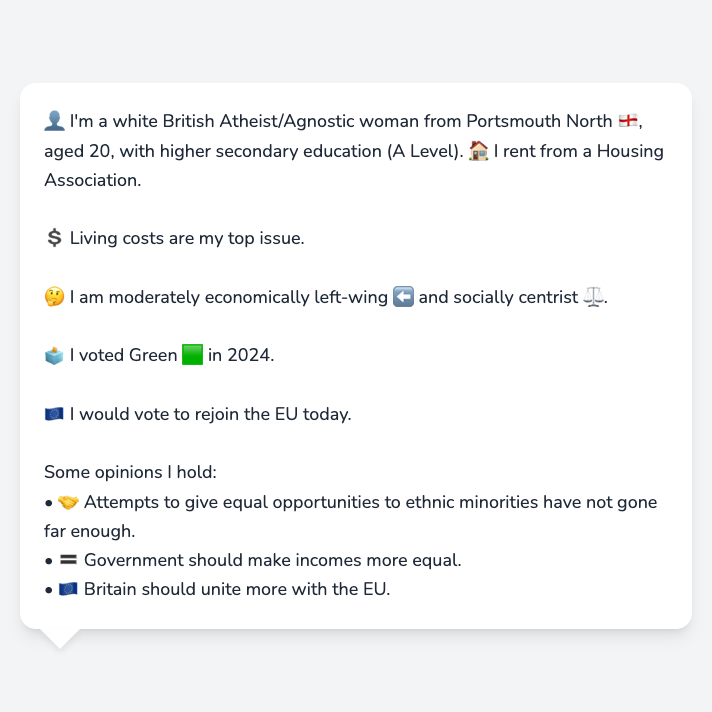 👤 I'm a white British Atheist/Agnostic woman from Portsmouth North 🏴󠁧󠁢󠁥󠁮󠁧󠁿,
aged 20, with higher secondary education (A Level). 🏠 I rent from a Housing
Association.
💲 Living costs are my top issue.
🤔 I am moderately economically left-wing ⬅️ and socially centrist ⚖️.
🗳️ I voted Green 🟩 in 2024.
🇪🇺 I would vote to rejoin the EU today.
Some opinions I hold:
• 🤝 Attempts to give equal opportunities to ethnic minorities have not gone
far enough.
• 🟰 Government should make incomes more equal.
• 🇪🇺 Britain should unite more with the EU.